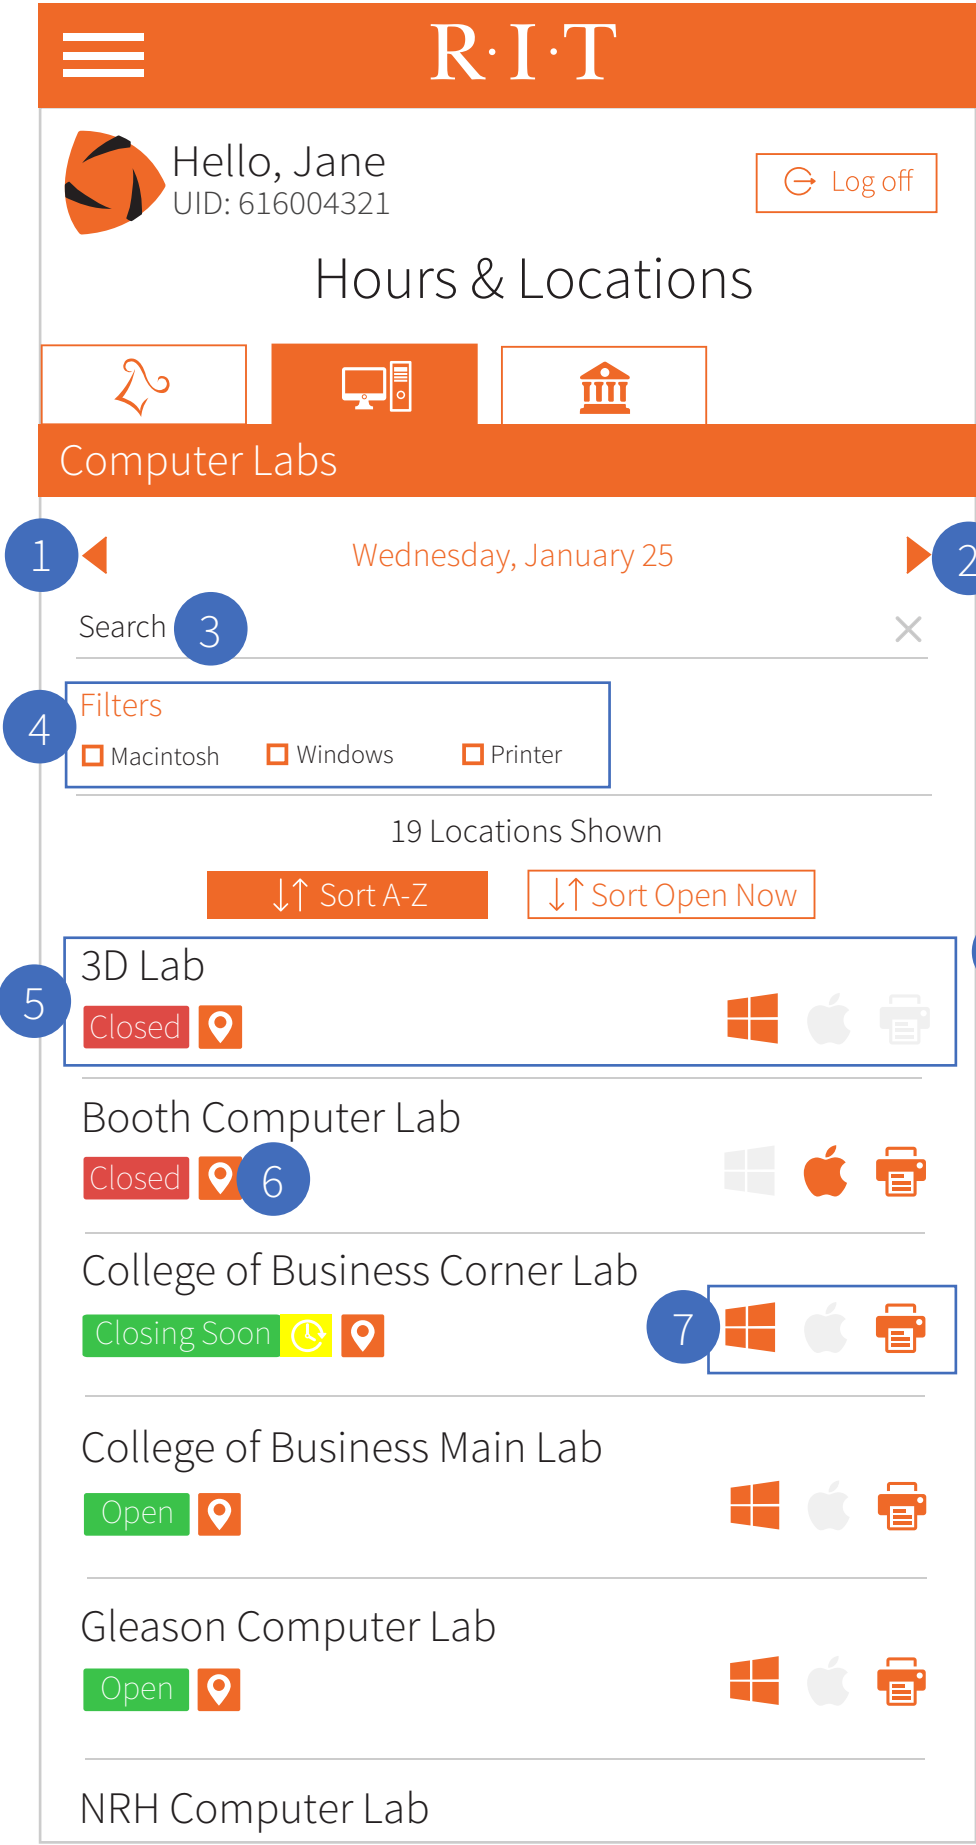 R·I·T
Hello, Jane
UID: 616004321
Log off
Hours & Locations
Computer Labs
1
Wednesday, January 25
2
Search
3
4
Filters
Macintosh
Windows
Printer
19 Locations Shown
↓↑ Sort A-Z
↓↑ Sort Open Now
3D Lab
5
Closed
Booth Computer Lab
Closed
6
College of Business Corner Lab
Closing Soon
7
College of Business Main Lab
Open
Gleason Computer Lab
Open
NRH Computer Lab